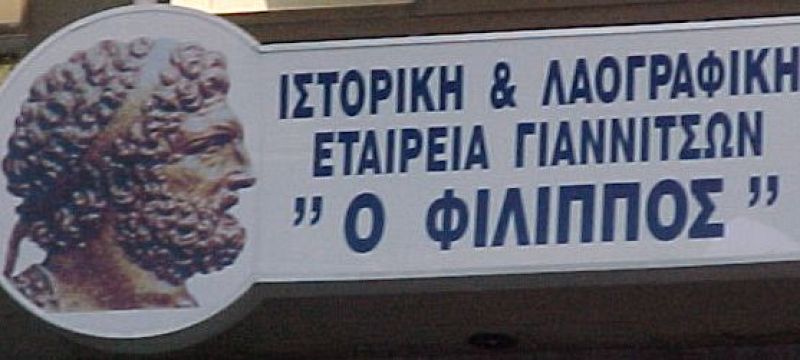 ΙΣΤΟΡΙΚΗ & ΛΑΟΓΡΑΦΙΚΗ
ΕΤΑΙΡΕΙΑ ΓΙΑΝΝΙΤΣΩΝ
” Ο ΦΙΛΙΠΠΟΣ ”